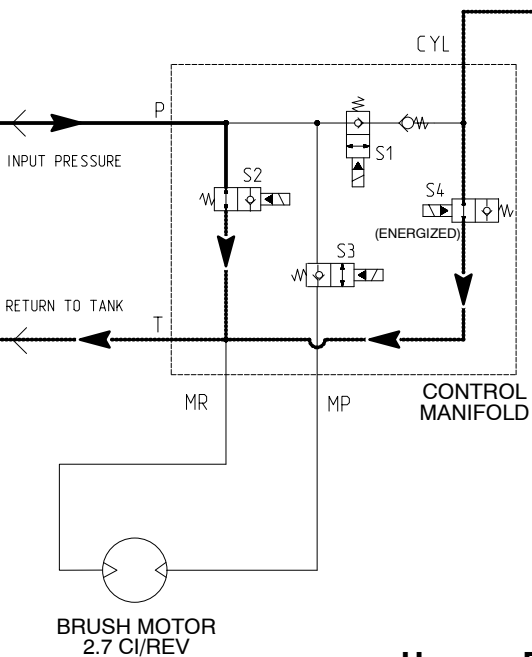 CYL
P
INPUT PRESSURE
S1
S2
S4
(ENERGIZED)
S3
RETURN TO TANK
T
MR
MP
CONTROL
MANIFOLD
BRUSH MOTOR
2.7 CI/REV